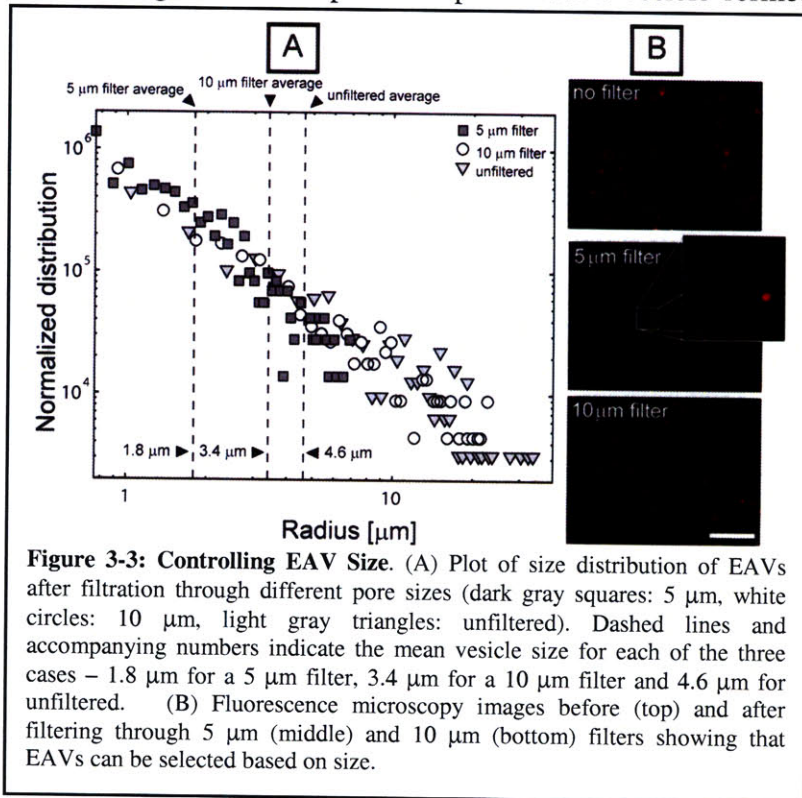 A
B
5 μm filter average
10 μm filter average
unfiltered average
5 μm filter
10 μm filter
unfiltered
10⁶
10⁵
10⁴
Normalized distribution
1.8 μm
3.4 μm
4.6 μm
1
10
Radius [μm]
no filter
5μm filter
10μm filter
Figure 3-3: Controlling EAV Size. (A) Plot of size distribution of EAVs
after filtration through different pore sizes (dark gray squares: 5 μm, white
circles: 10 μm, light gray triangles: unfiltered). Dashed lines and
accompanying numbers indicate the mean vesicle size for each of the three
cases – 1.8 μm for a 5 μm filter, 3.4 μm for a 10 μm filter and 4.6 μm for
unfiltered. (B) Fluorescence microscopy images before (top) and after
filtering through 5 μm (middle) and 10 μm (bottom) filters showing that
EAVs can be selected based on size.